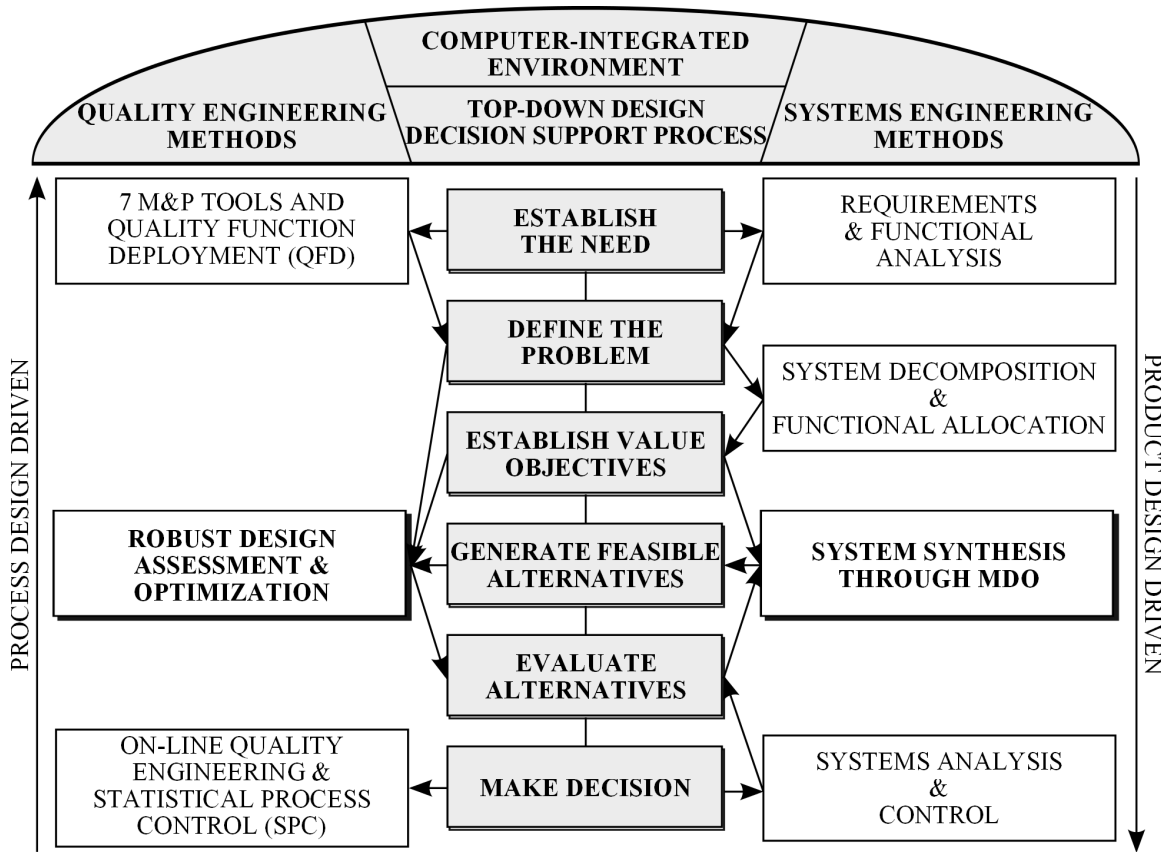 COMPUTER-INTEGRATED
ENVIRONMENT
QUALITY ENGINEERING
METHODS
TOP-DOWN DESIGN
DECISION SUPPORT PROCESS
SYSTEMS ENGINEERING
METHODS
PROCESS DESIGN DRIVEN
7 M&P TOOLS AND
QUALITY FUNCTION
DEPLOYMENT (QFD)
ESTABLISH
THE NEED
REQUIREMENTS
& FUNCTIONAL
ANALYSIS
DEFINE THE
PROBLEM
SYSTEM DECOMPOSITION
&
FUNCTIONAL ALLOCATION
ESTABLISH VALUE
OBJECTIVES
ROBUST DESIGN
ASSESSMENT &
OPTIMIZATION
GENERATE FEASIBLE
ALTERNATIVES
SYSTEM SYNTHESIS
THROUGH MDO
EVALUATE
ALTERNATIVES
ON-LINE QUALITY
ENGINEERING &
STATISTICAL PROCESS
CONTROL (SPC)
MAKE DECISION
SYSTEMS ANALYSIS
&
CONTROL
PRODUCT DESIGN DRIVEN